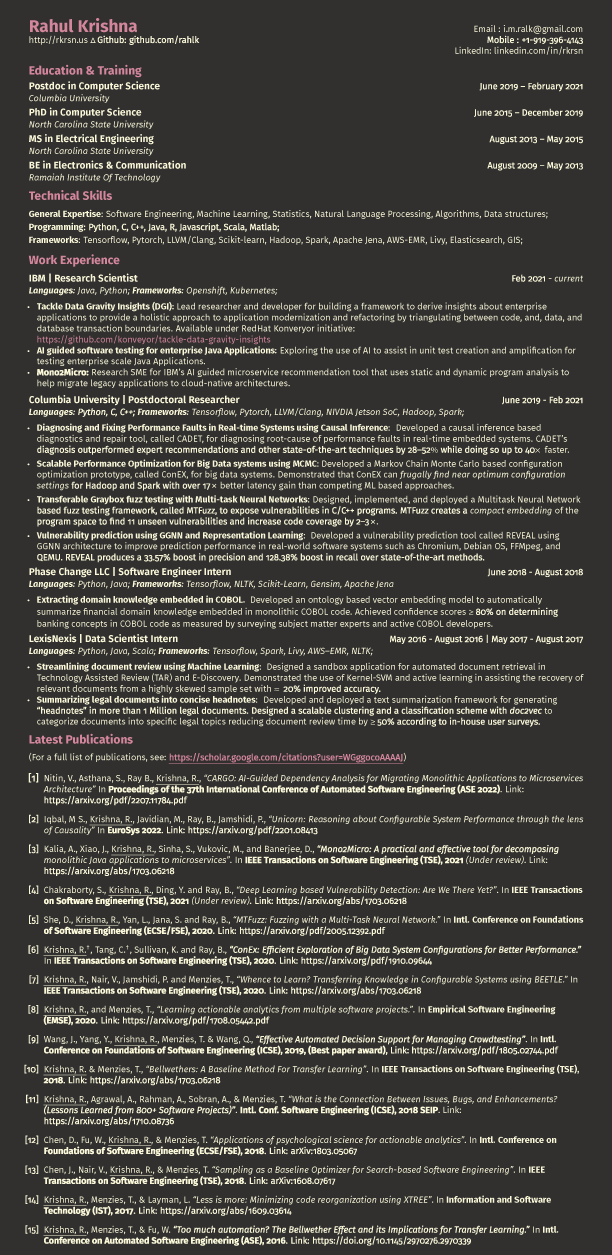 Rahul Krishna
http://rkrsn.us ▵ Github: github.com/rahlk
Email : i.m.ralk@gmail.com
Mobile : +1-919-396-4143
LinkedIn: linkedin.com/in/rkrsn
Education & Training
Postdoc in Computer Science June 2019 – February 2021
Columbia University
PhD in Computer Science June 2015 – December 2019
North Carolina State University
MS in Electrical Engineering August 2013 – May 2015
North Carolina State University
BE in Electronics & Communication August 2009 – May 2013
Ramaiah Institute Of Technology
Technical Skills
General Expertise: Software Engineering, Machine Learning, Statistics, Natural Language Processing, Algorithms, Data structures;
Programming: Python, C, C++, Java, R, Javascript, Scala, Matlab;
Frameworks: Tensorflow, Pytorch, LLVM/Clang, Scikit-learn, Hadoop, Spark, Apache Jena, AWS-EMR, Livy, Elasticsearch, GIS;
Work Experience
IBM | Research Scientist Feb 2021 - current
Languages: Java, Python; Frameworks: Openshift, Kubernetes;
• Tackle Data Gravity Insights (DGI): Lead researcher and developer for building a framework to derive insights about enterprise
applications to provide a holistic approach to application modernization and refactoring by triangulating between code, and, data, and
database transaction boundaries. Available under RedHat Konveryor initiative:
https://github.com/konveyor/tackle-data-gravity-insights
• AI guided software testing for enterprise Java Applications: Exploring the use of AI to assist in unit test creation and amplification for
testing enterprise scale Java Applications.
• Mono2Micro: Research SME for IBM's AI guided microservice recommendation tool that uses static and dynamic program analysis to
help migrate legacy applications to cloud-native architectures.
Columbia University | Postdoctoral Researcher June 2019 - Feb 2021
Languages: Python, C, C++; Frameworks: Tensorflow, Pytorch, LLVM/Clang, NIVDIA Jetson SoC, Hadoop, Spark;
• Diagnosing and Fixing Performance Faults in Real-time Systems using Causal Inference: Developed a causal inference based
diagnostics and repair tool, called CADET, for diagnosing root-cause of performance faults in real-time embedded systems. CADET's
diagnosis outperformed expert recommendations and other state-of-the-art techniques by 28–52% while doing so up to 40× faster.
• Scalable Performance Optimization for Big Data systems using MCMC: Developed a Markov Chain Monte Carlo based configuration
optimization prototype, called ConEX, for big data systems. Demonstrated that ConEX can frugally find near optimum configuration
settings for Hadoop and Spark with over 17× better latency gain than competing ML based approaches.
• Transferable Graybox fuzz testing with Multi-task Neural Networks: Designed, implemented, and deployed a Multitask Neural Network
based fuzz testing framework, called MTFuzz, to expose vulnerabilities in C/C++ programs. MTFuzz creates a compact embedding of the
program space to find 11 unseen vulnerabilities and increase code coverage by 2–3×.
• Vulnerability prediction using GGNN and Representation Learning: Developed a vulnerability prediction tool called REVEAL using
GGNN architecture to improve prediction performance in real-world software systems such as Chromium, Debian OS, FFMpeg, and
QEMU. REVEAL produces a 33.57% boost in precision and 128.38% boost in recall over state-of-the-art methods.
Phase Change LLC | Software Engineer Intern June 2018 - August 2018
Languages: Python, Java; Frameworks: Tensorflow, NLTK, Scikit-Learn, Gensim, Apache Jena
• Extracting domain knowledge embedded in COBOL. Developed an ontology based vector embedding model to automatically
summarize financial domain knowledge embedded in monolithic COBOL code. Achieved confidence scores ≥ 80% on determining
banking concepts in COBOL code as measured by surveying subject matter experts and active COBOL developers.
LexisNexis | Data Scientist Intern May 2016 - August 2016 | May 2017 - August 2017
Languages: Python, Java, Scala; Frameworks: Tensorflow, Spark, Livy, AWS–EMR, NLTK;
• Streamlining document review using Machine Learning: Designed a sandbox application for automated document retrieval in
Technology Assisted Review (TAR) and E-Discovery. Demonstrated the use of Kernel-SVM and active learning in assisting the recovery of
relevant documents from a highly skewed sample set with ≈ 20% improved accuracy.
• Summarizing legal documents into concise headnotes: Developed and deployed a text summarization framework for generating
"headnotes" in more than 1 Million legal documents. Designed a scalable clustering and a classification scheme with doc2vec to
categorize documents into specific legal topics reducing document review time by ≥ 50% according to in-house user surveys.
Latest Publications
(For a full list of publications, see: https://scholar.google.com/citations?user=WGggocoAAAAJ)
[1] Nitin, V., Asthana, S., Ray B., Krishna, R., "CARGO: AI-Guided Dependency Analysis for Migrating Monolithic Applications to Microservices
Architecture" In Proceedings of the 37th International Conference of Automated Software Engineering (ASE 2022). Link:
https://arxiv.org/pdf/2207.11784.pdf
[2] Iqbal, M S., Krishna, R., Javidian, M., Ray, B., Jamshidi, P., "Unicorn: Reasoning about Configurable System Performance through the lens
of Causality" In EuroSys 2022. Link: https://arxiv.org/pdf/2201.08413
[3] Kalia, A., Xiao, J., Krishna, R., Sinha, S., Vukovic, M., and Banerjee, D., "Mono2Micro: A practical and effective tool for decomposing
monolithic Java applications to microservices". In IEEE Transactions on Software Engineering (TSE), 2021 (Under review). Link:
https://arxiv.org/abs/1703.06218
[4] Chakraborty, S., Krishna, R., Ding, Y. and Ray, B., "Deep Learning based Vulnerability Detection: Are We There Yet?". In IEEE Transactions
on Software Engineering (TSE), 2021 (Under review). Link: https://arxiv.org/abs/1703.06218
[5] She, D., Krishna, R., Yan, L., Jana, S. and Ray, B., "MTFuzz: Fuzzing with a Multi-Task Neural Network." In Intl. Conference on Foundations
of Software Engineering (ECSE/FSE), 2020. Link: https://arxiv.org/pdf/2005.12392.pdf
[6] Krishna, R.†, Tang, C.†, Sullivan, K. and Ray, B., "ConEx: Efficient Exploration of Big Data System Configurations for Better Performance."
In IEEE Transactions on Software Engineering (TSE), 2020. Link: https://arxiv.org/pdf/1910.09644
[7] Krishna, R., Nair, V., Jamshidi, P. and Menzies, T., "Whence to Learn? Transferring Knowledge in Configurable Systems using BEETLE." In
IEEE Transactions on Software Engineering (TSE), 2020. Link: https://arxiv.org/abs/1703.06218
[8] Krishna, R., and Menzies, T., "Learning actionable analytics from multiple software projects.". In Empirical Software Engineering
(EMSE), 2020. Link: https://arxiv.org/pdf/1708.05442.pdf
[9] Wang, J., Yang, Y., Krishna, R., Menzies, T. & Wang, Q., "Effective Automated Decision Support for Managing Crowdtesting". In Intl.
Conference on Foundations of Software Engineering (ICSE), 2019, (Best paper award), Link: https://arxiv.org/pdf/1805.02744.pdf
[10] Krishna, R. & Menzies, T., "Bellwethers: A Baseline Method For Transfer Learning". In IEEE Transactions on Software Engineering (TSE),
2018. Link: https://arxiv.org/abs/1703.06218
[11] Krishna, R., Agrawal, A., Rahman, A., Sobran, A., & Menzies, T. "What is the Connection Between Issues, Bugs, and Enhancements?
(Lessons Learned from 800+ Software Projects)". Intl. Conf. Software Engineering (ICSE), 2018 SEIP. Link:
https://arxiv.org/abs/1710.08736
[12] Chen, D., Fu, W., Krishna, R., & Menzies, T. "Applications of psychological science for actionable analytics". In Intl. Conference on
Foundations of Software Engineering (ECSE/FSE), 2018. Link: arXiv:1803.05067
[13] Chen, J., Nair, V., Krishna, R., & Menzies, T. "Sampling as a Baseline Optimizer for Search-based Software Engineering". In IEEE
Transactions on Software Engineering (TSE), 2018. arXiv:1608.07617
[14] Krishna, R., Menzies, T., & Layman, L. "Less is more: Minimizing code reorganization using XTREE". In Information and Software
Technology (IST), 2017. Link: https://arxiv.org/abs/1609.03614
[15] Krishna, R., Menzies, T., & Fu, W. "Too much automation? The Bellwether Effect and its Implications for Transfer Learning." In Intl.
Conference on Automated Software Engineering (ASE), 2016. Link: https://doi.org/10.1145/2970276.2970339